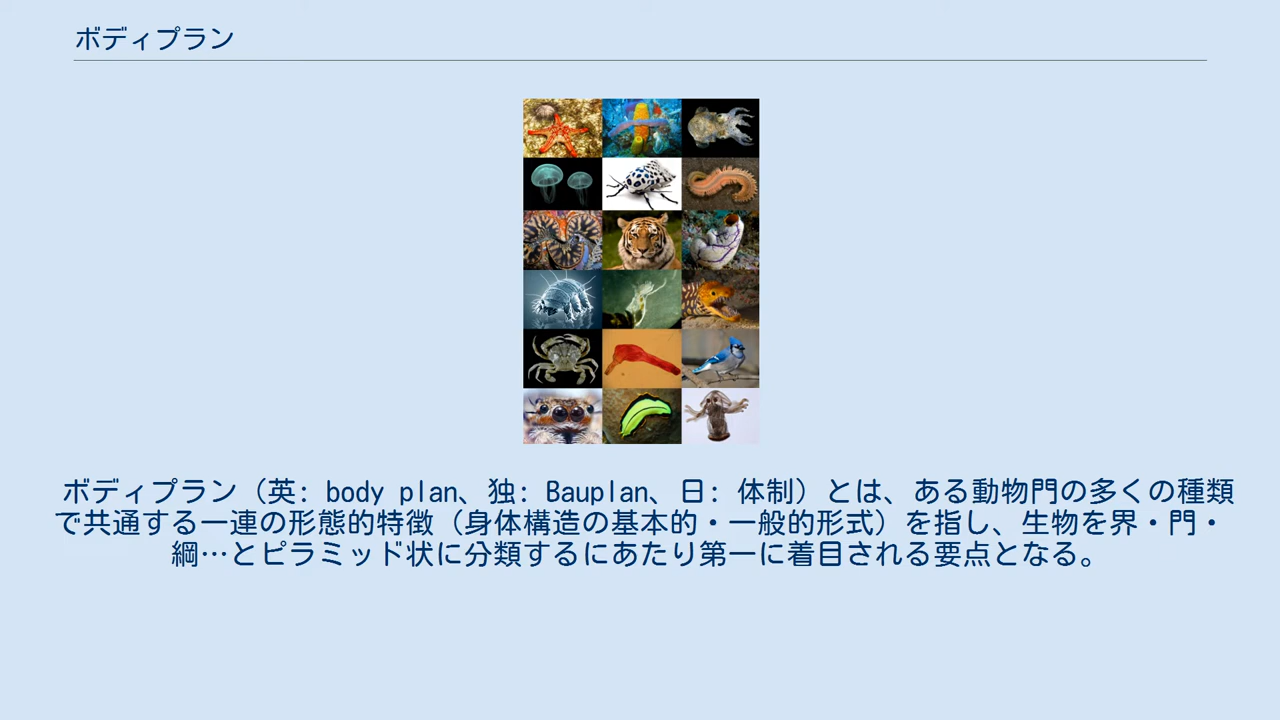 ボディプラン
ボディプラン（英: body plan、独: Bauplan、日: 体制）とは、ある動物門の多くの種類
で共通する一連の形態的特徴（身体構造の基本的・一般的形式）を指し、生物を界・門・
綱…とピラミッド状に分類するにあたり第一に着目される要点となる。